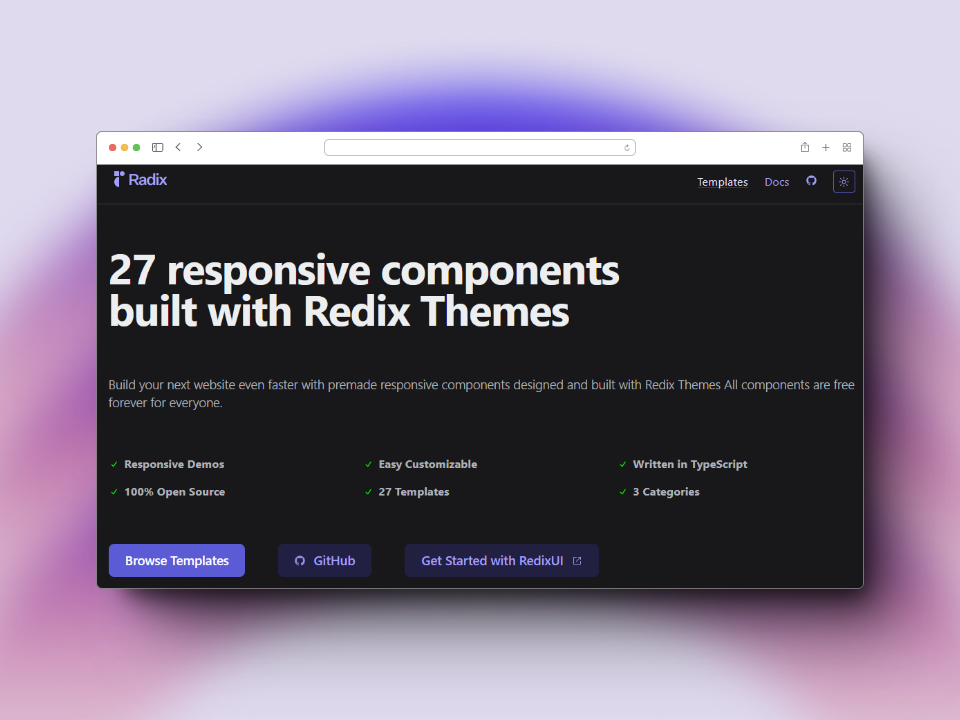 Radix
Templates Docs
27 responsive components
built with Redix Themes
Build your next website even faster with premade responsive components designed and built with Redix Themes All components are free
forever for everyone.
Responsive Demos
Easy Customizable
Written in TypeScript
100% Open Source
27 Templates
3 Categories
Browse Templates
GitHub
Get Started with RedixUI